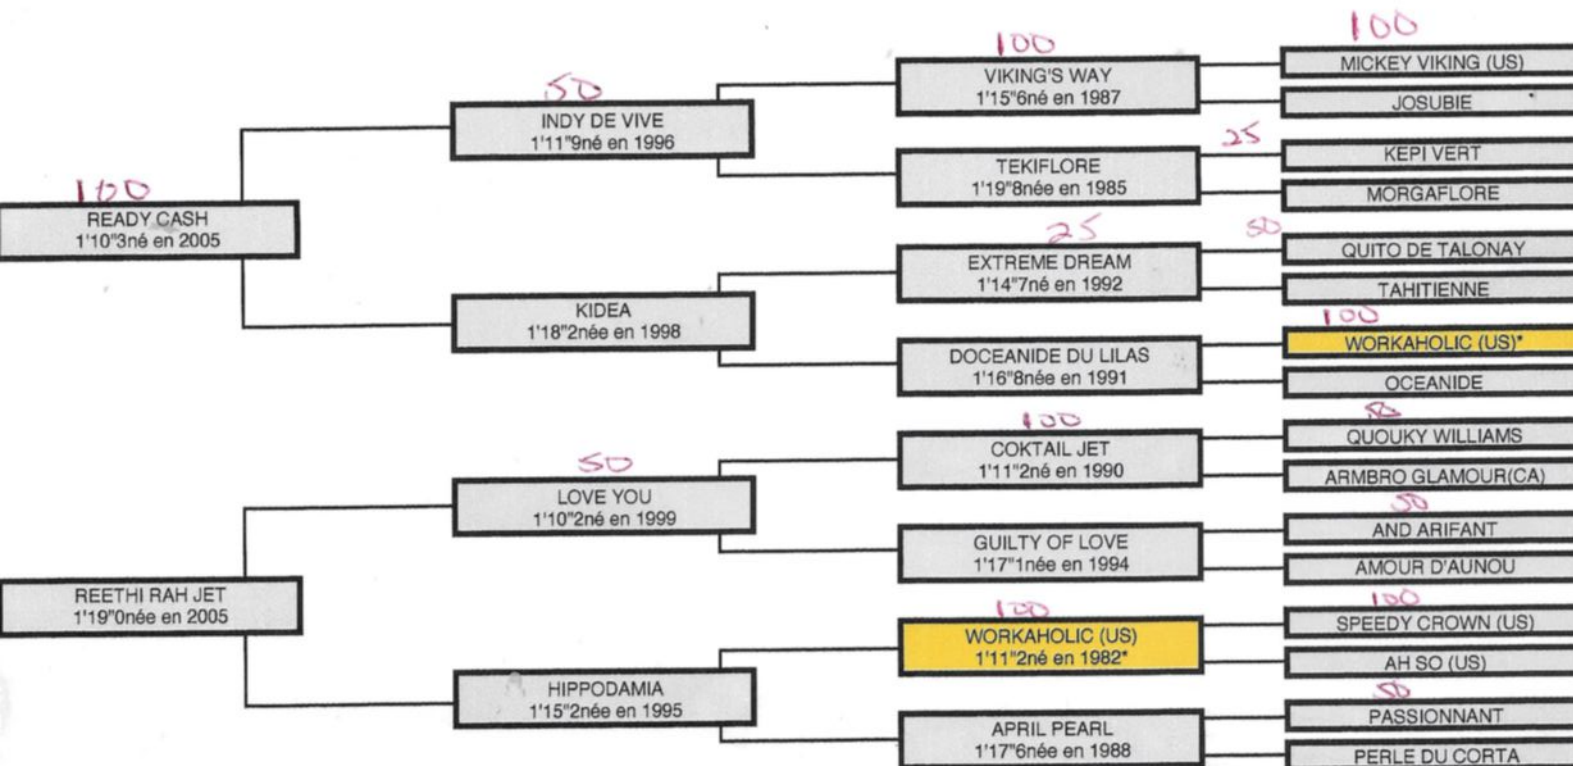 100
READY CASH
1'10"3né en 2005
REETHI RAH JET
1'19"0née en 2005
50
INDY DE VIVE
1'11"9né en 1996
KIDEA
1'18"2née en 1998
50
LOVE YOU
1'10"2né en 1999
HIPPODAMIA
1'15"2née en 1995
100
VIKING'S WAY
1'15"6né en 1987
TEKIFLORE
1'19"8née en 1985
25
EXTREME DREAM
1'14"7né en 1992
DOCEANIDE DU LILAS
1'16"8née en 1991
100
COKTAIL JET
1'11"2né en 1990
GUILTY OF LOVE
1'17"1née en 1994
100
WORKAHOLIC (US)
1'11"2né en 1982*
APRIL PEARL
1'17"6née en 1988
100
MICKEY VIKING (US)
JOSUBIE
25
KEPI VERT
MORGAFLORE
50
QUITO DE TALONAY
TAHITIENNE
100
WORKAHOLIC (US)*
OCEANIDE
50
QUOUKY WILLIAMS
ARMBRO GLAMOUR(CA)
50
AND ARIFANT
AMOUR D'AUNOU
100
SPEEDY CROWN (US)
AH SO (US)
50
PASSIONNANT
PERLE DU CORTA